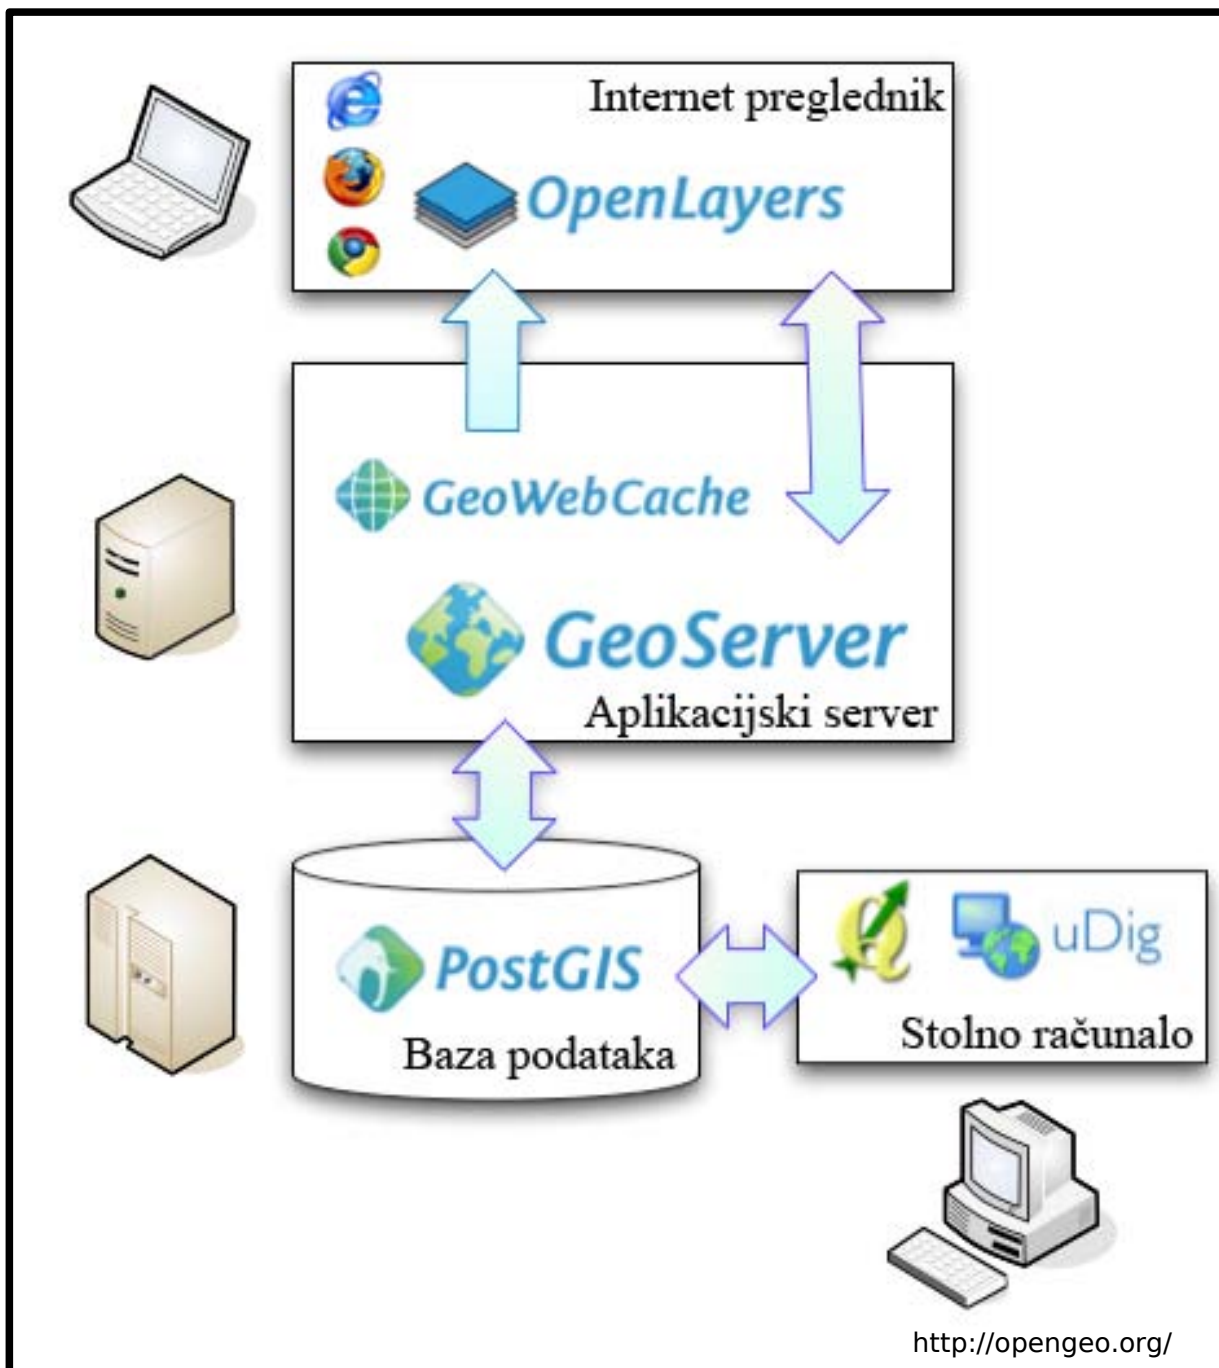 Internet preglednik
OpenLayers
GeoWebCache
GeoServer
Aplikacijski server
PostGIS
Baza podataka
uDig
Stolno računalo
http://opengeo.org/